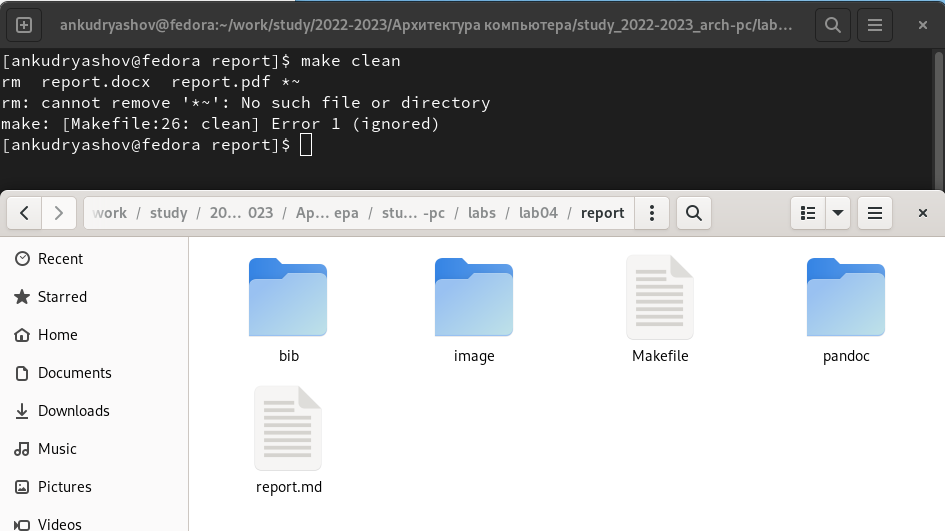 ankudryashov@fedora:~/work/study/2022-2023/Архитектура компьютера/study_2022-2023_arch-pc/lab…
[ankudryashov@fedora report]$ make clean
rm  report.docx  report.pdf *~
rm: cannot remove '*~': No such file or directory
make: [Makefile:26: clean] Error 1 (ignored)
[ankudryashov@fedora report]$
work / study / 20… 023 / Ар… ера / stu… -pc / labs / lab04 / report
Recent
Starred
Home
Documents
Downloads
Music
Pictures
Videos
bib
image
Makefile
pandoc
report.md